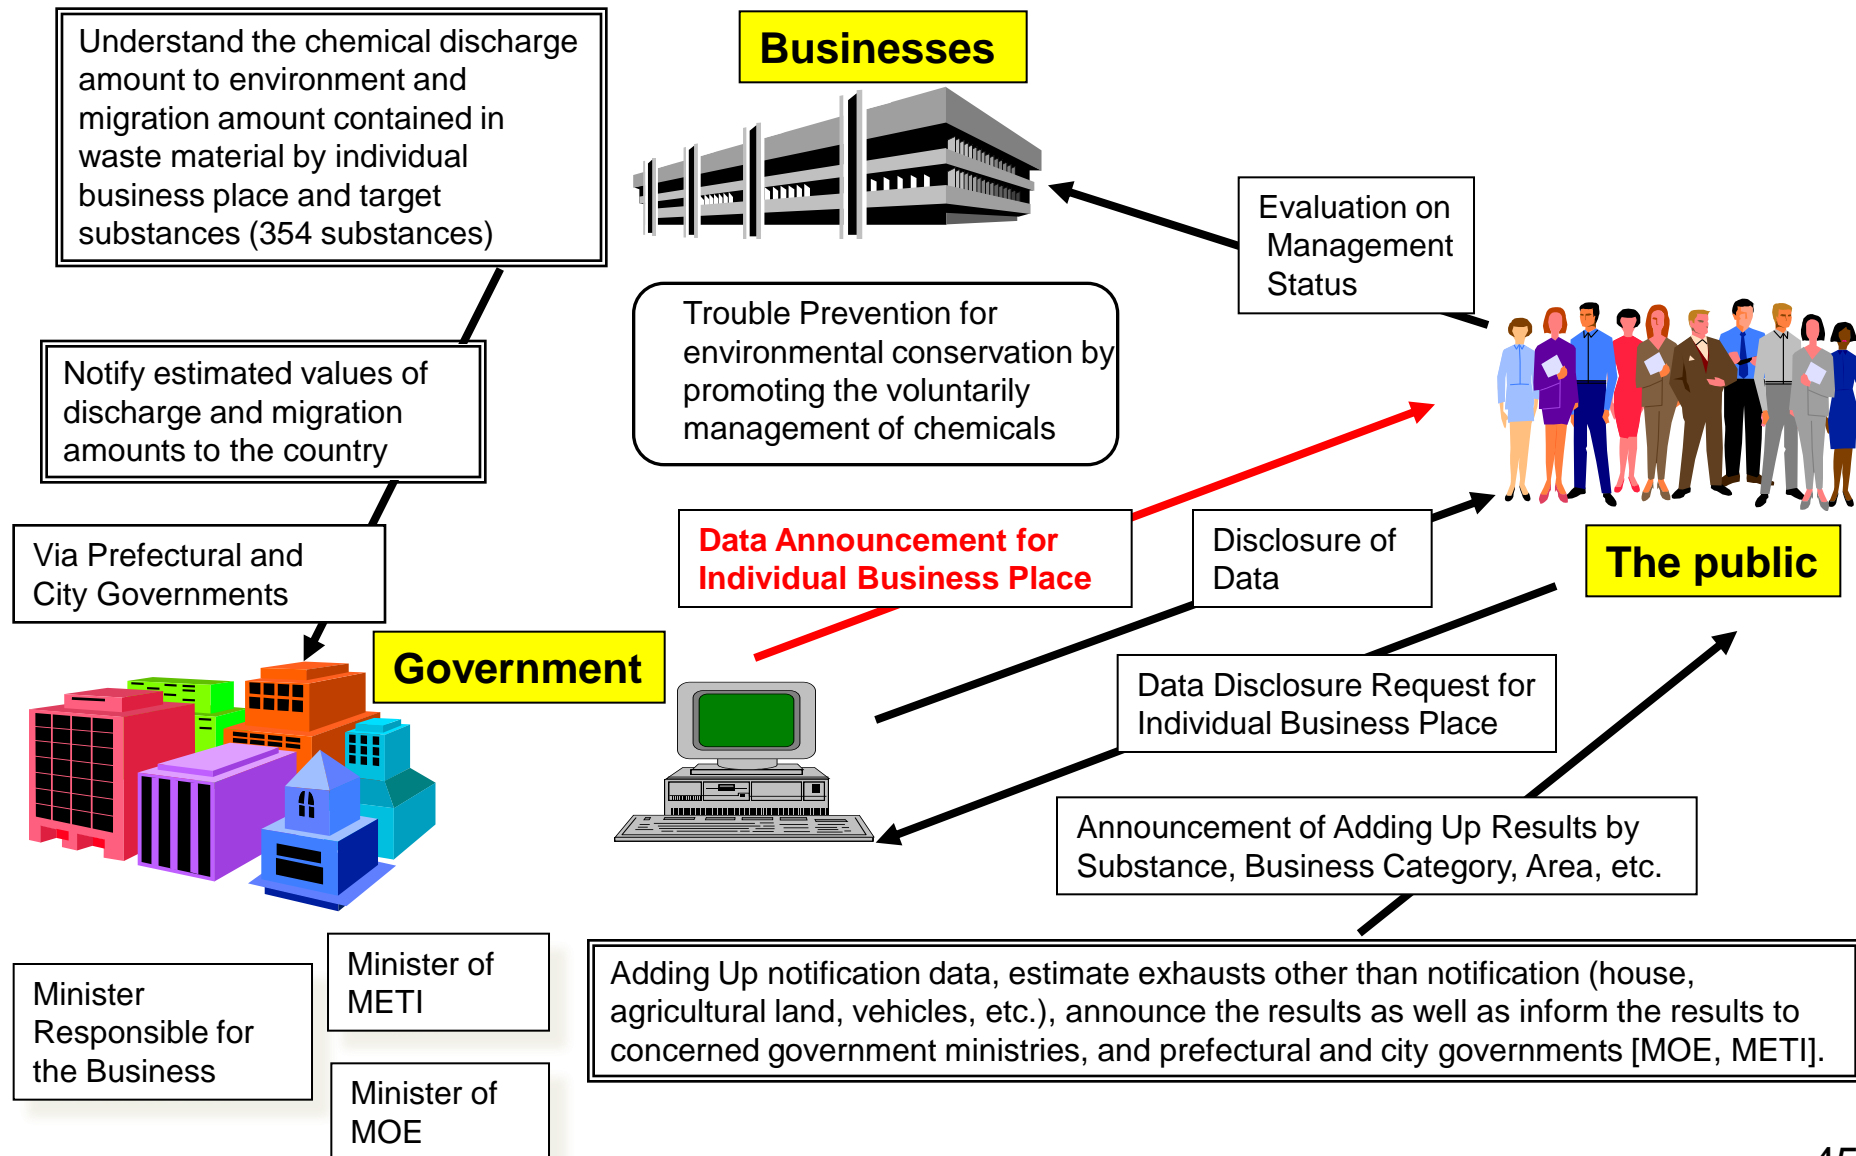 Understand the chemical discharge
amount to environment and
migration amount contained in
waste material by individual
business place and target
substances (354 substances)
Businesses
Evaluation on
Management
Status
Trouble Prevention for
environmental conservation by
promoting the voluntarily
management of chemicals
Notify estimated values of
discharge and migration
amounts to the country
Via Prefectural and
City Governments
Data Announcement for
Individual Business Place
Disclosure of
Data
The public
Government
Data Disclosure Request for
Individual Business Place
Announcement of Adding Up Results by
Substance, Business Category, Area, etc.
Minister
Responsible for
the Business
Minister of
METI
Minister of
MOE
Adding Up notification data, estimate exhausts other than notification (house,
agricultural land, vehicles, etc.), announce the results as well as inform the results to
concerned government ministries, and prefectural and city governments [MOE, METI].